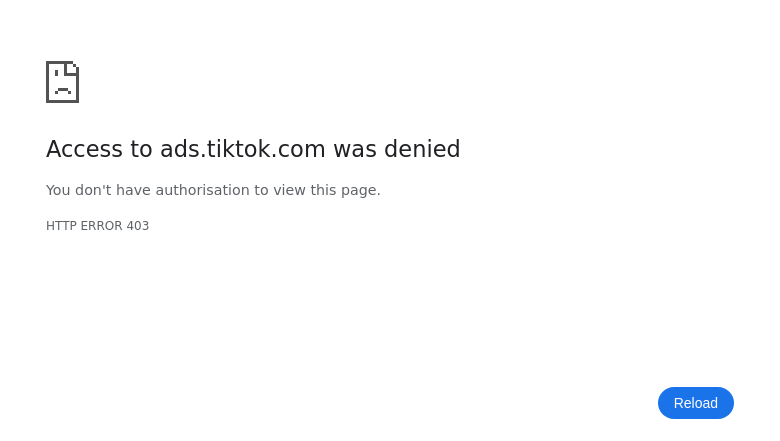 Access to ads.tiktok.com was denied
You don't have authorisation to view this page.
HTTP ERROR 403
Reload